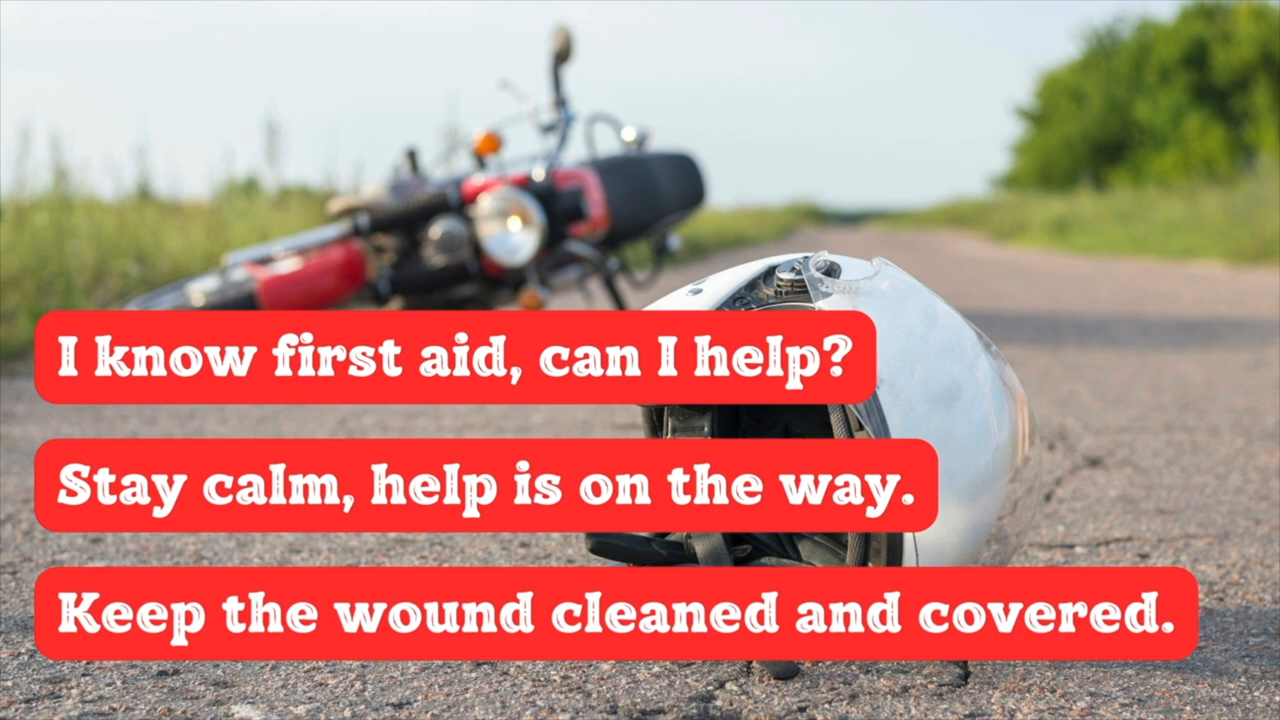 I know first aid, can I help?
Stay calm, help is on the way.
Keep the wound cleaned and covered.